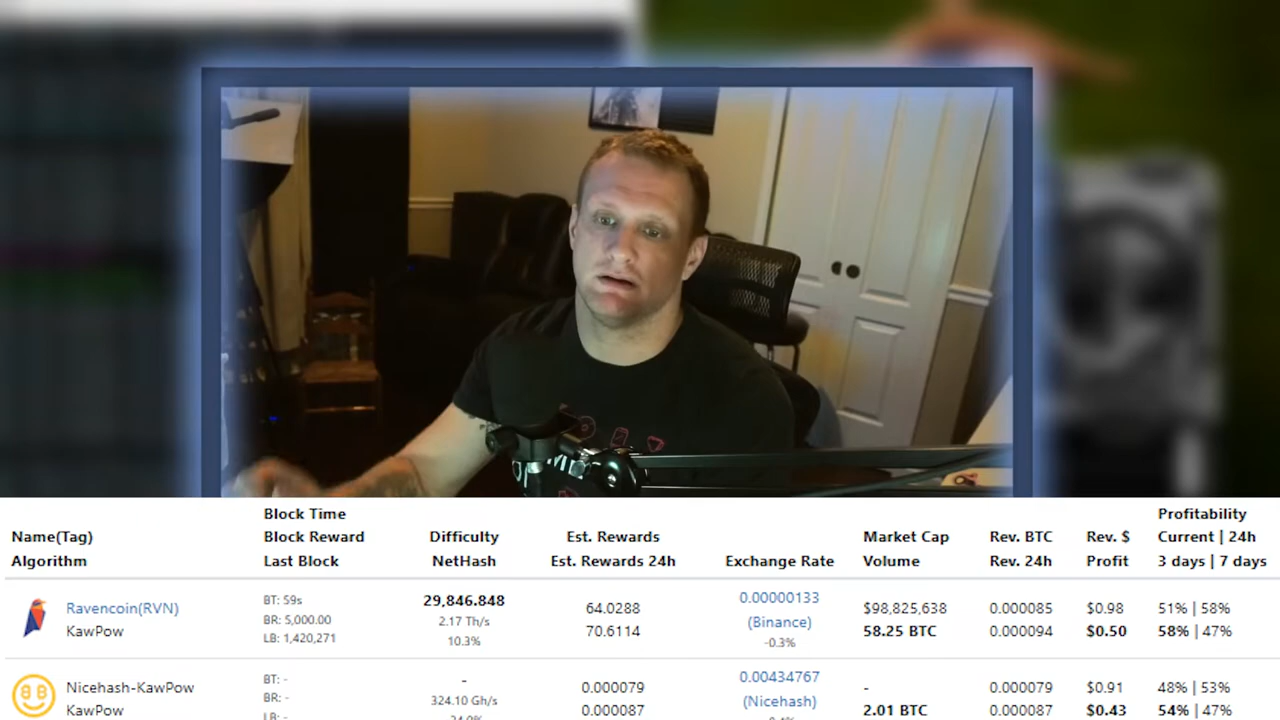 Block Time
Name(Tag) Block Reward Difficulty Est. Rewards Market Cap Rev. BTC Rev. $ Profitability
Current | 24h
Algorithm Last Block NetHash Est. Rewards 24h Exchange Rate Volume Rev. 24h Profit 3 days | 7 days
Ravencoin(RVN) BT: 59s 29,846.848 64.0288 0.00000133 $98,825,638 0.000085 $0.98 51% | 58%
BR: 5,000.00 2.17 Th/s (Binance)
KawPow LB: 1,420,271 10.3% 70.6114 -0.3% 58.25 BTC 0.000094 $0.50 58% | 47%
Nicehash-KawPow BT: - - 0.000079 0.00434767 - 0.000079 $0.91 48% | 53%
BR: - 324.10 Gh/s (Nicehash)
KawPow LB: - 0.000087 2.01 BTC 0.000087 $0.43 54% | 47%